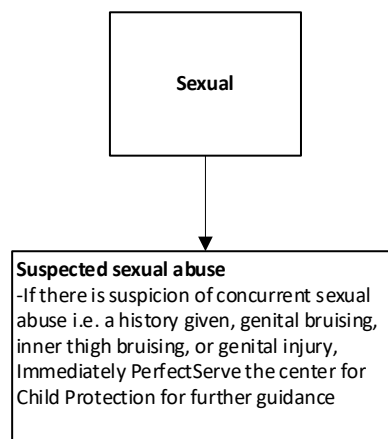 Sexual
Suspected sexual abuse
-If there is suspicion of concurrent sexual
abuse i.e. a history given, genital bruising,
inner thigh bruising, or genital injury,
Immediately PerfectServe the center for
Child Protection for further guidance